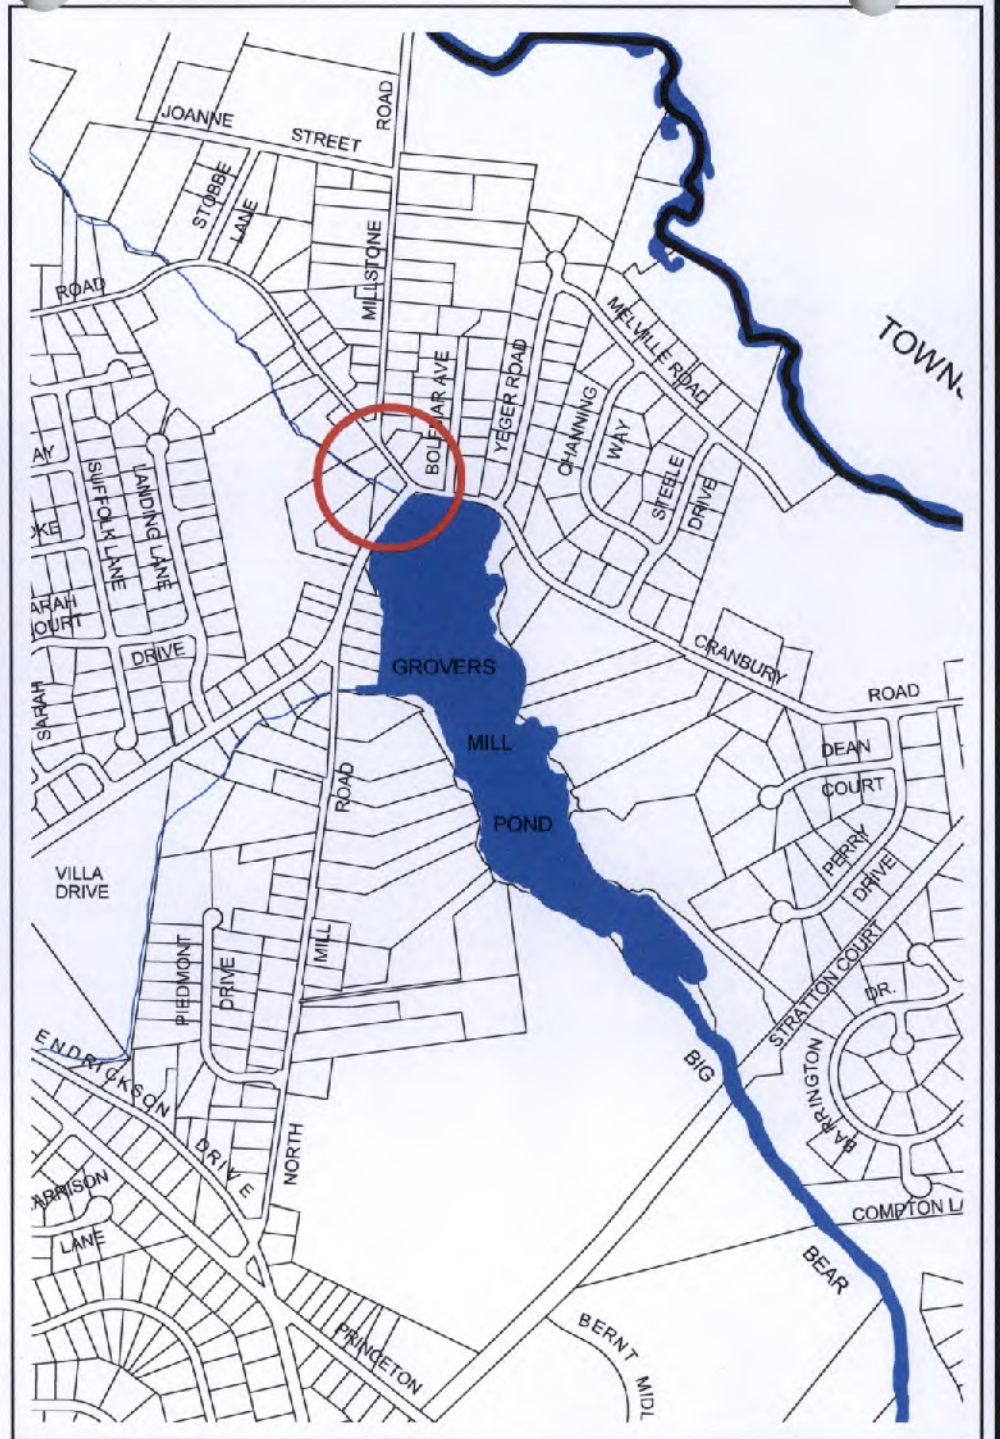 JOANNE
STREET
ROAD
STOBBE
LANE
MILLSTONE
ROAD
TOWN
MELVILLE ROAD
BOLFMAR AVE
YEGER ROAD
CHANNING
WAY
STEELE
DRIVE
AY
SUFFOLK LANE
LANDING LANE
OKE
ARAH
OURT
DRIVE
SARAH
GROVERS
MILL
POND
CRANBURY
ROAD
DEAN
COURT
PERRY
DRIVE
ROAD
VILLA
DRIVE
PIEDMONT
DRIVE
MILL
STRATTON COURT
DR.
BARRINGTON
BIG
ENDRICKSON
DRIVE
NORTH
ARRISON
LANE
COMPTON LA
BEAR
BERNT
MIDL
PRINCETON